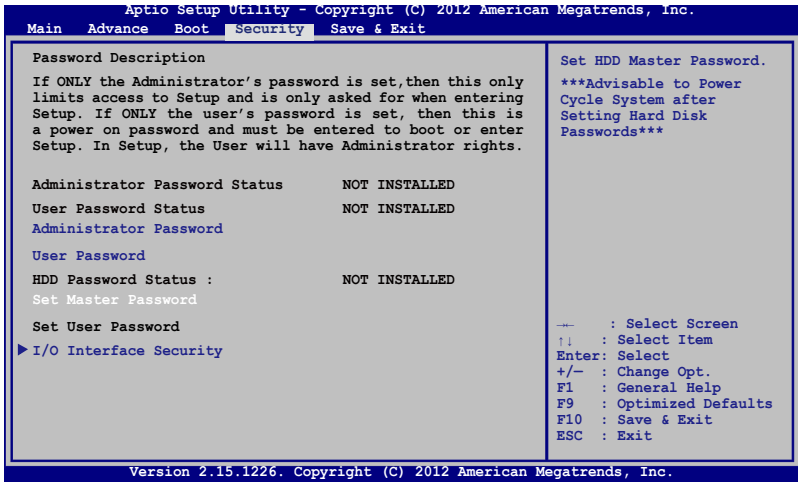 Aptio Setup Utility - Copyright (C) 2012 American Megatrends, Inc.
Main Advance Boot Security Save & Exit
Password Description
If ONLY the Administrator's password is set,then this only
limits access to Setup and is only asked for when entering
Setup. If ONLY the user's password is set, then this is
a power on password and must be entered to boot or enter
Setup. In Setup, the User will have Administrator rights.
Administrator Password Status NOT INSTALLED
User Password Status NOT INSTALLED
Administrator Password
User Password
HDD Password Status : NOT INSTALLED
Set Master Password
Set User Password
I/O Interface Security
Set HDD Master Password.
***Advisable to Power
Cycle System after
Setting Hard Disk
Passwords***
→← : Select Screen
↑↓ : Select Item
Enter: Select
+/— : Change Opt.
F1 : General Help
F9 : Optimized Defaults
F10 : Save & Exit
ESC : Exit
Version 2.15.1226. Copyright (C) 2012 American Megatrends, Inc.